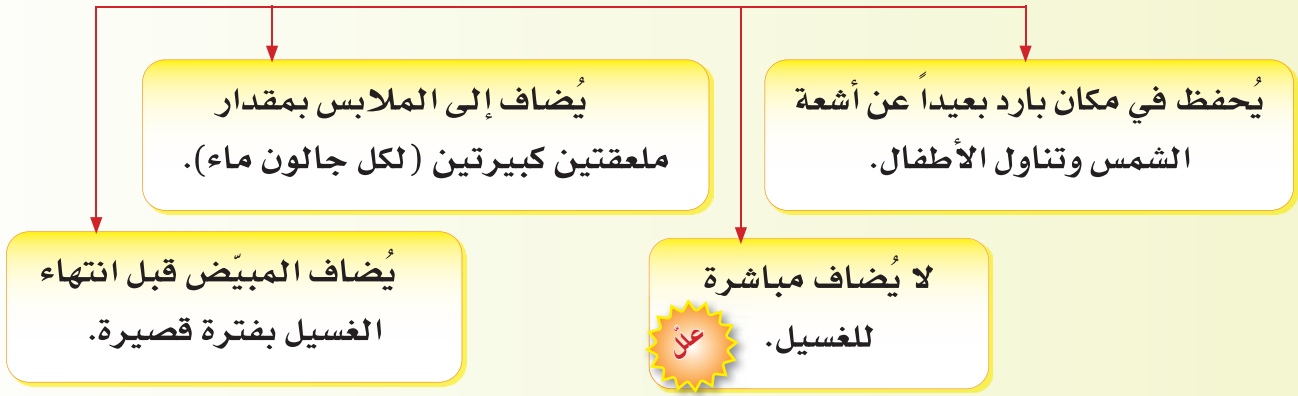 يُحفظ في مكان بارد بعيداً عن أشعة
الشمس وتناول الأطفال.
لا يُضاف مباشرة
للغسيل.
علّل
يُضاف إلى الملابس بمقدار
ملعقتين كبيرتين (لكل جالون ماء).
يُضاف المبيّض قبل انتهاء
الغسيل بفترة قصيرة.